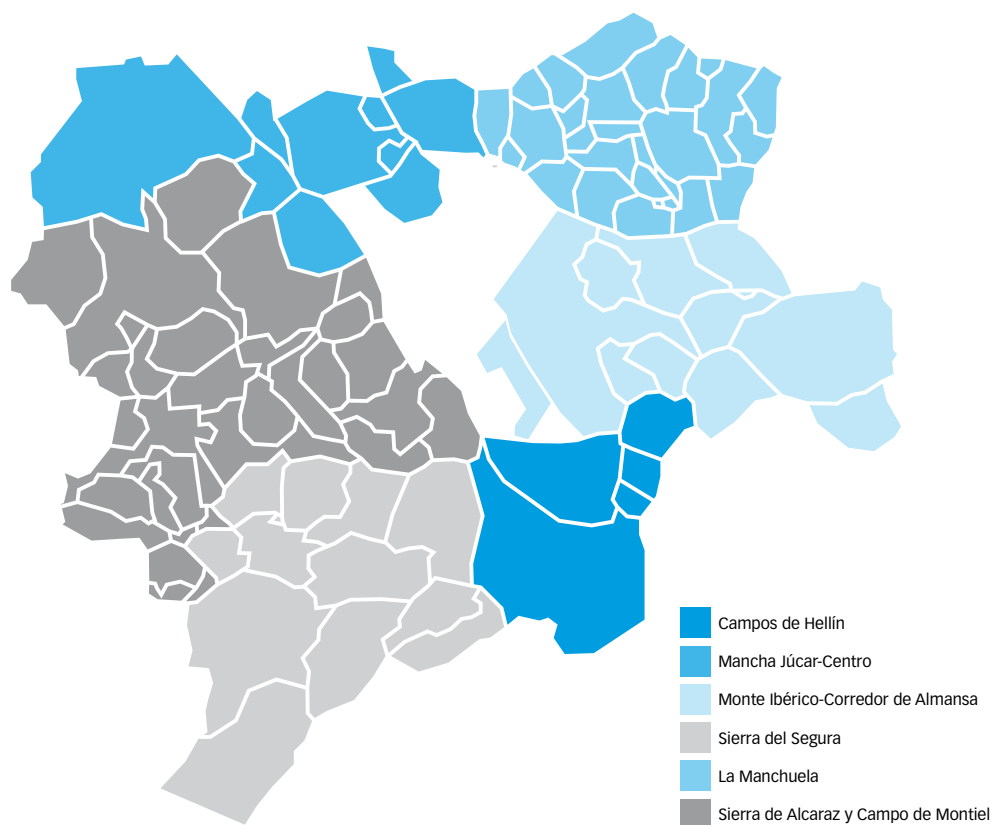 Campos de Hellín
Mancha Júcar-Centro
Monte Ibérico-Corredor de Almansa
Sierra del Segura
La Manchuela
Sierra de Alcaraz y Campo de Montiel